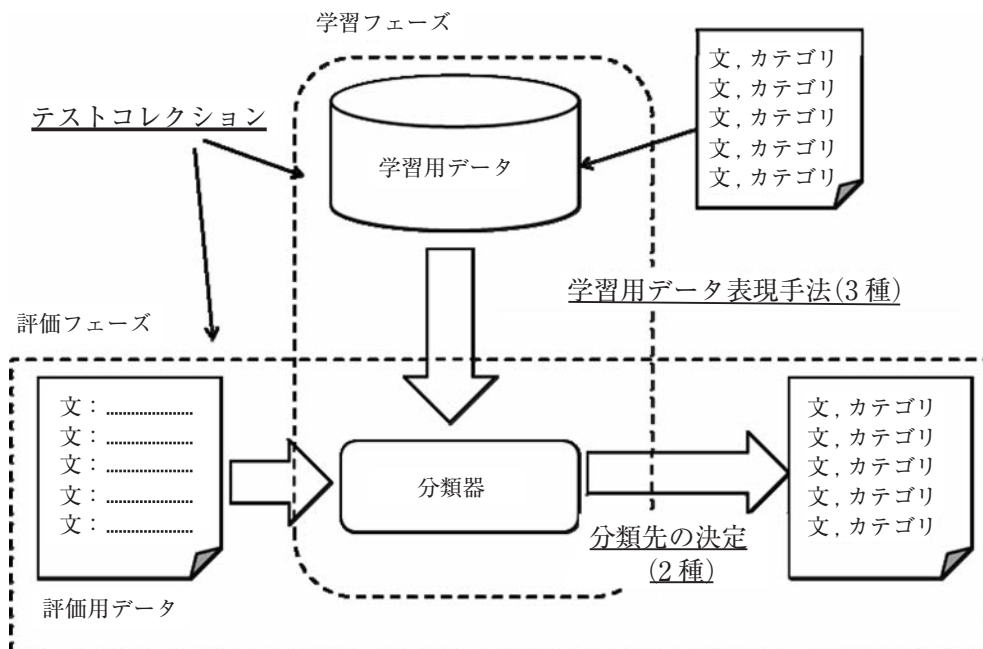 学習フェーズ
文, カテゴリ
文, カテゴリ
文, カテゴリ
文, カテゴリ
文, カテゴリ
テストコレクション
学習用データ
学習用データ表現手法(3種)
評価フェーズ
文：.....................
文：.....................
文：.....................
文：.....................
文：.....................
評価用データ
分類器
分類先の決定
(2種)
文, カテゴリ
文, カテゴリ
文, カテゴリ
文, カテゴリ
文, カテゴリ